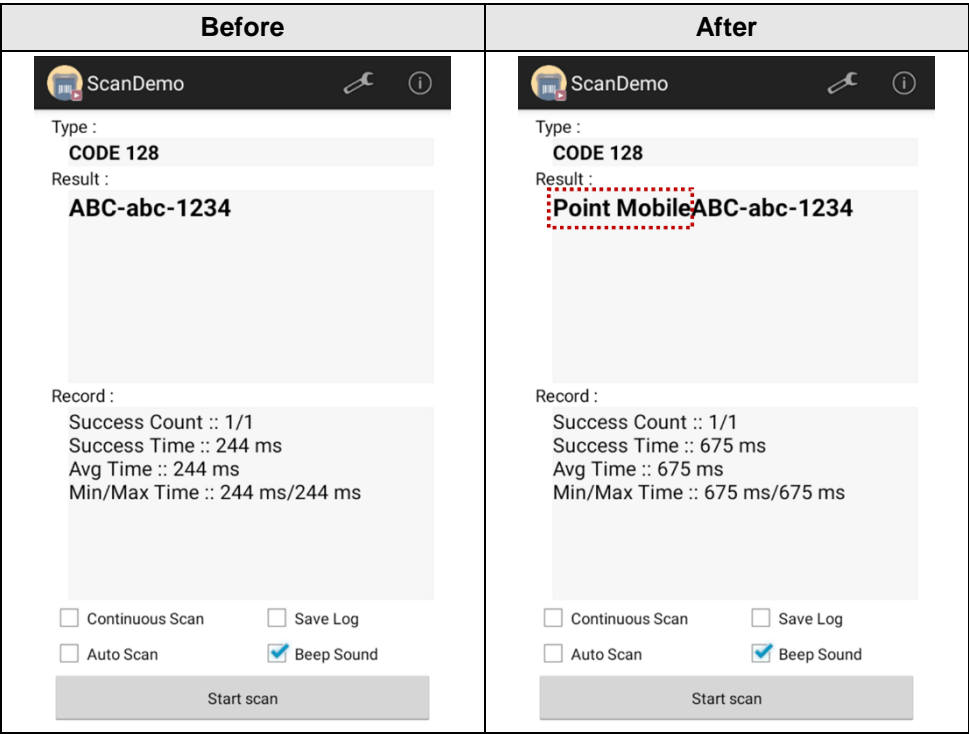 Before
After
ScanDemo
Type :
CODE 128
Result :
ABC-abc-1234
Record :
Success Count :: 1/1
Success Time :: 244 ms
Avg Time :: 244 ms
Min/Max Time :: 244 ms/244 ms
Continuous Scan
Save Log
Auto Scan
Beep Sound
Start scan
ScanDemo
Type :
CODE 128
Result :
Point MobileABC-abc-1234
Record :
Success Count :: 1/1
Success Time :: 675 ms
Avg Time :: 675 ms
Min/Max Time :: 675 ms/675 ms
Continuous Scan
Save Log
Auto Scan
Beep Sound
Start scan